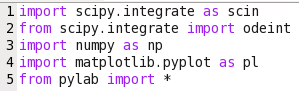 1 import scipy.integrate as scin
2 from scipy.integrate import odeint
3 import numpy as np
4 import matplotlib.pyplot as pl
5 from pylab import *